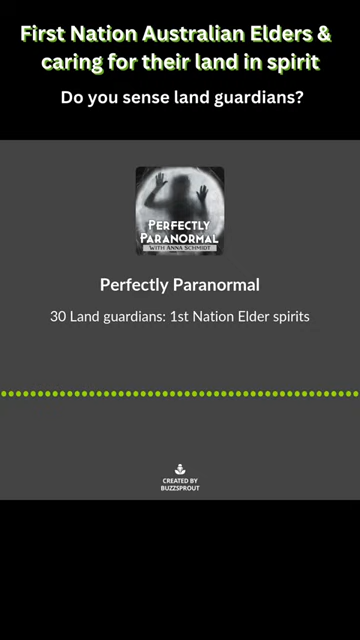 First Nation Australian Elders &
caring for their land in spirit
Do you sense land guardians?
PERFECTLY
PARANORMAL
WITH ANNA SCHMIDT
Perfectly Paranormal
30 Land guardians: 1st Nation Elder spirits
CREATED BY
BUZZSPROUT